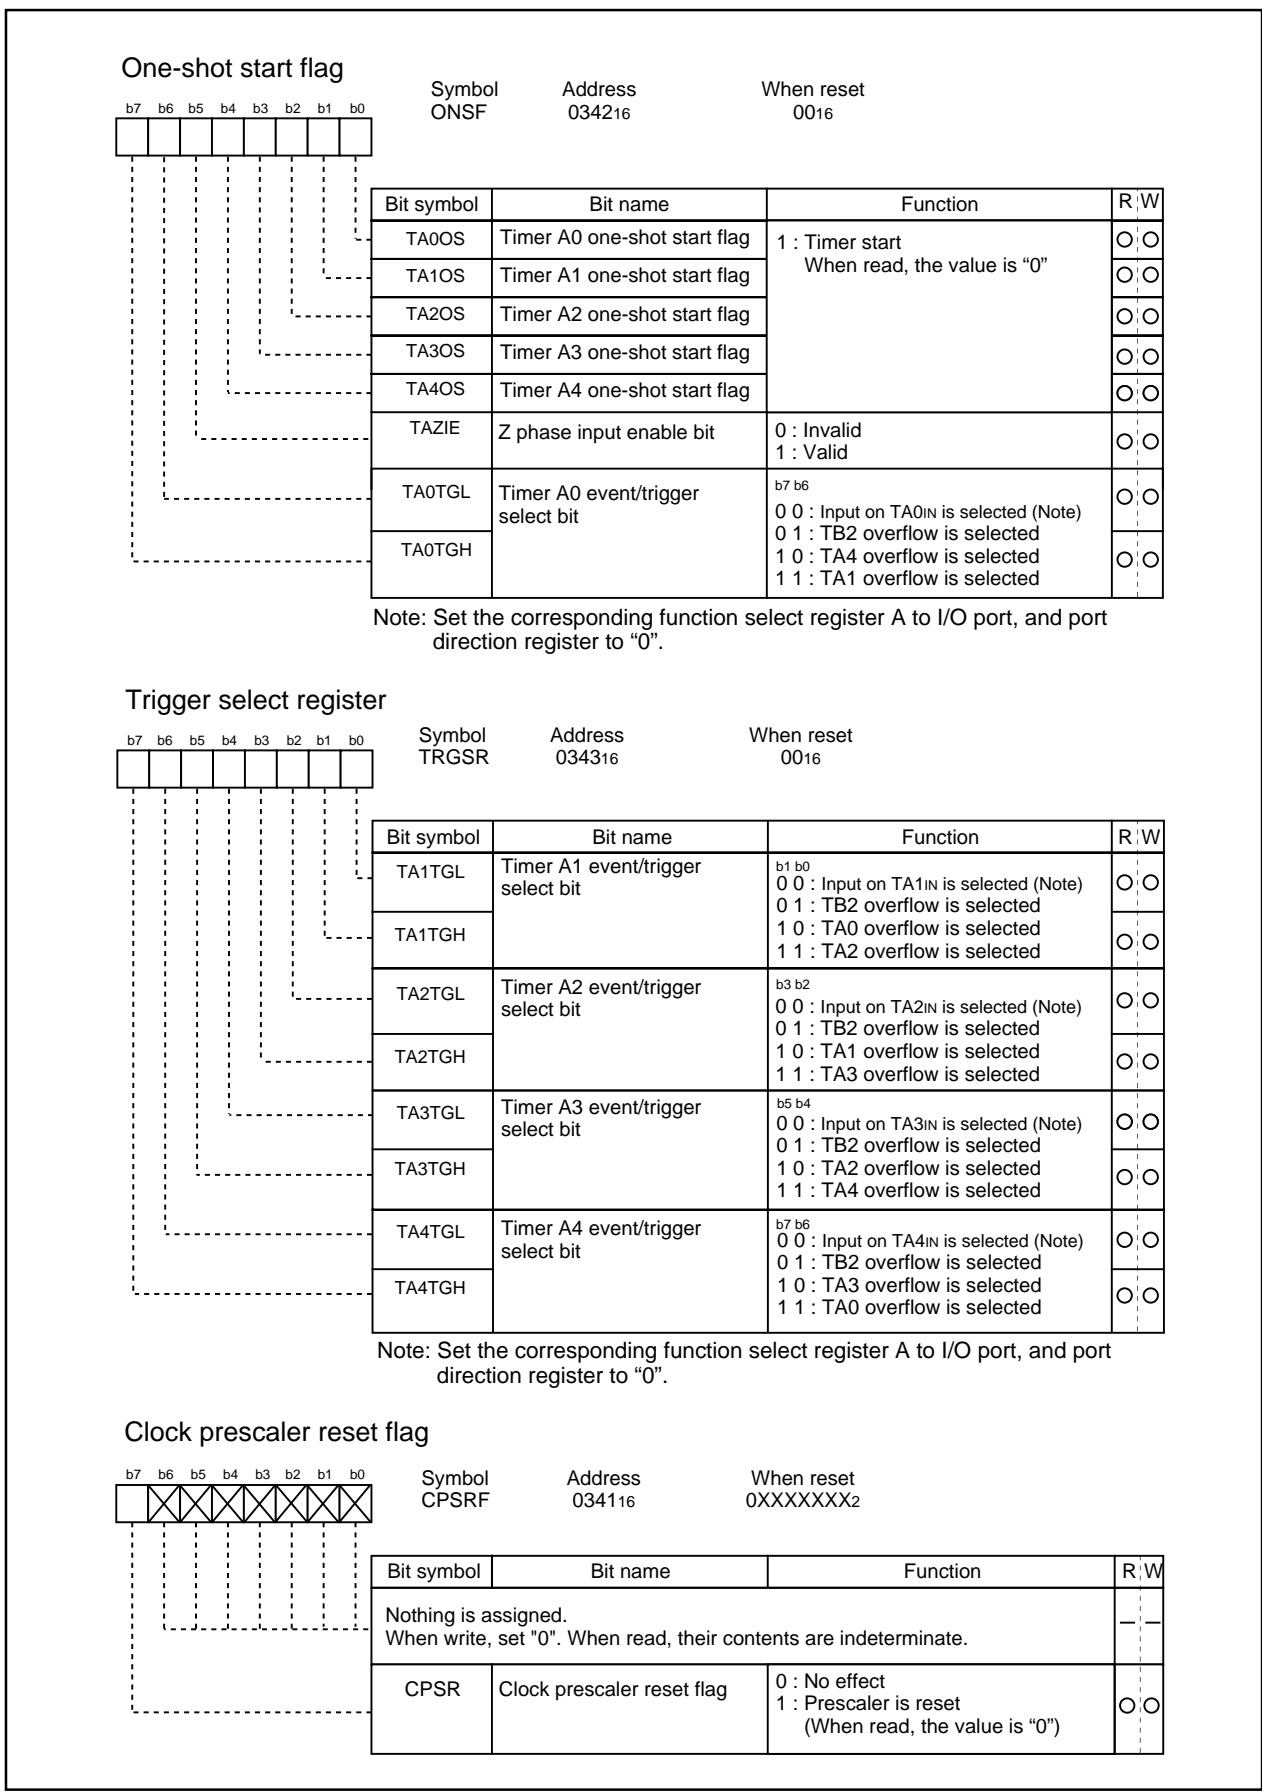 One-shot start flag
Symbol Address When reset
b7 b6 b5 b4 b3 b2 b1 b0
ONSF 034216 0016
Bit symbol Bit name Function R W
TA0OS Timer A0 one-shot start flag 1 : Timer start
When read, the value is “0”
TA1OS Timer A1 one-shot start flag
TA2OS Timer A2 one-shot start flag
TA3OS Timer A3 one-shot start flag
TA4OS Timer A4 one-shot start flag
TAZIE Z phase input enable bit 0 : Invalid
1 : Valid
b7 b6
TA0TGL Timer A0 event/trigger
select bit
0 0 : Input on TA0IN is selected (Note)
0 1 : TB2 overflow is selected
TA0TGH 1 0 : TA4 overflow is selected
1 1 : TA1 overflow is selected
Note: Set the corresponding function select register A to I/O port, and port
direction register to “0”.
Trigger select register
Symbol Address When reset
b7 b6 b5 b4 b3 b2 b1 b0
TRGSR 034316 0016
Bit symbol Bit name Function R W
TA1TGL Timer A1 event/trigger
select bit
b1 b0
0 0 : Input on TA1IN is selected (Note)
0 1 : TB2 overflow is selected
TA1TGH 1 0 : TA0 overflow is selected
1 1 : TA2 overflow is selected
TA2TGL Timer A2 event/trigger
select bit
b3 b2
0 0 : Input on TA2IN is selected (Note)
0 1 : TB2 overflow is selected
TA2TGH 1 0 : TA1 overflow is selected
1 1 : TA3 overflow is selected
TA3TGL Timer A3 event/trigger
select bit
b5 b4
0 0 : Input on TA3IN is selected (Note)
0 1 : TB2 overflow is selected
TA3TGH 1 0 : TA2 overflow is selected
1 1 : TA4 overflow is selected
TA4TGL Timer A4 event/trigger
select bit
b7 b6
0 0 : Input on TA4IN is selected (Note)
0 1 : TB2 overflow is selected
TA4TGH 1 0 : TA3 overflow is selected
1 1 : TA0 overflow is selected
Note: Set the corresponding function select register A to I/O port, and port
direction register to “0”.
Clock prescaler reset flag
b7 b6 b5 b4 b3 b2 b1 b0
Symbol Address When reset
CPSRF 034116 0XXXXXXX2
Bit symbol Bit name Function R W
Nothing is assigned.
When write, set "0". When read, their contents are indeterminate. – –
CPSR Clock prescaler reset flag 0 : No effect
1 : Prescaler is reset
(When read, the value is “0”)